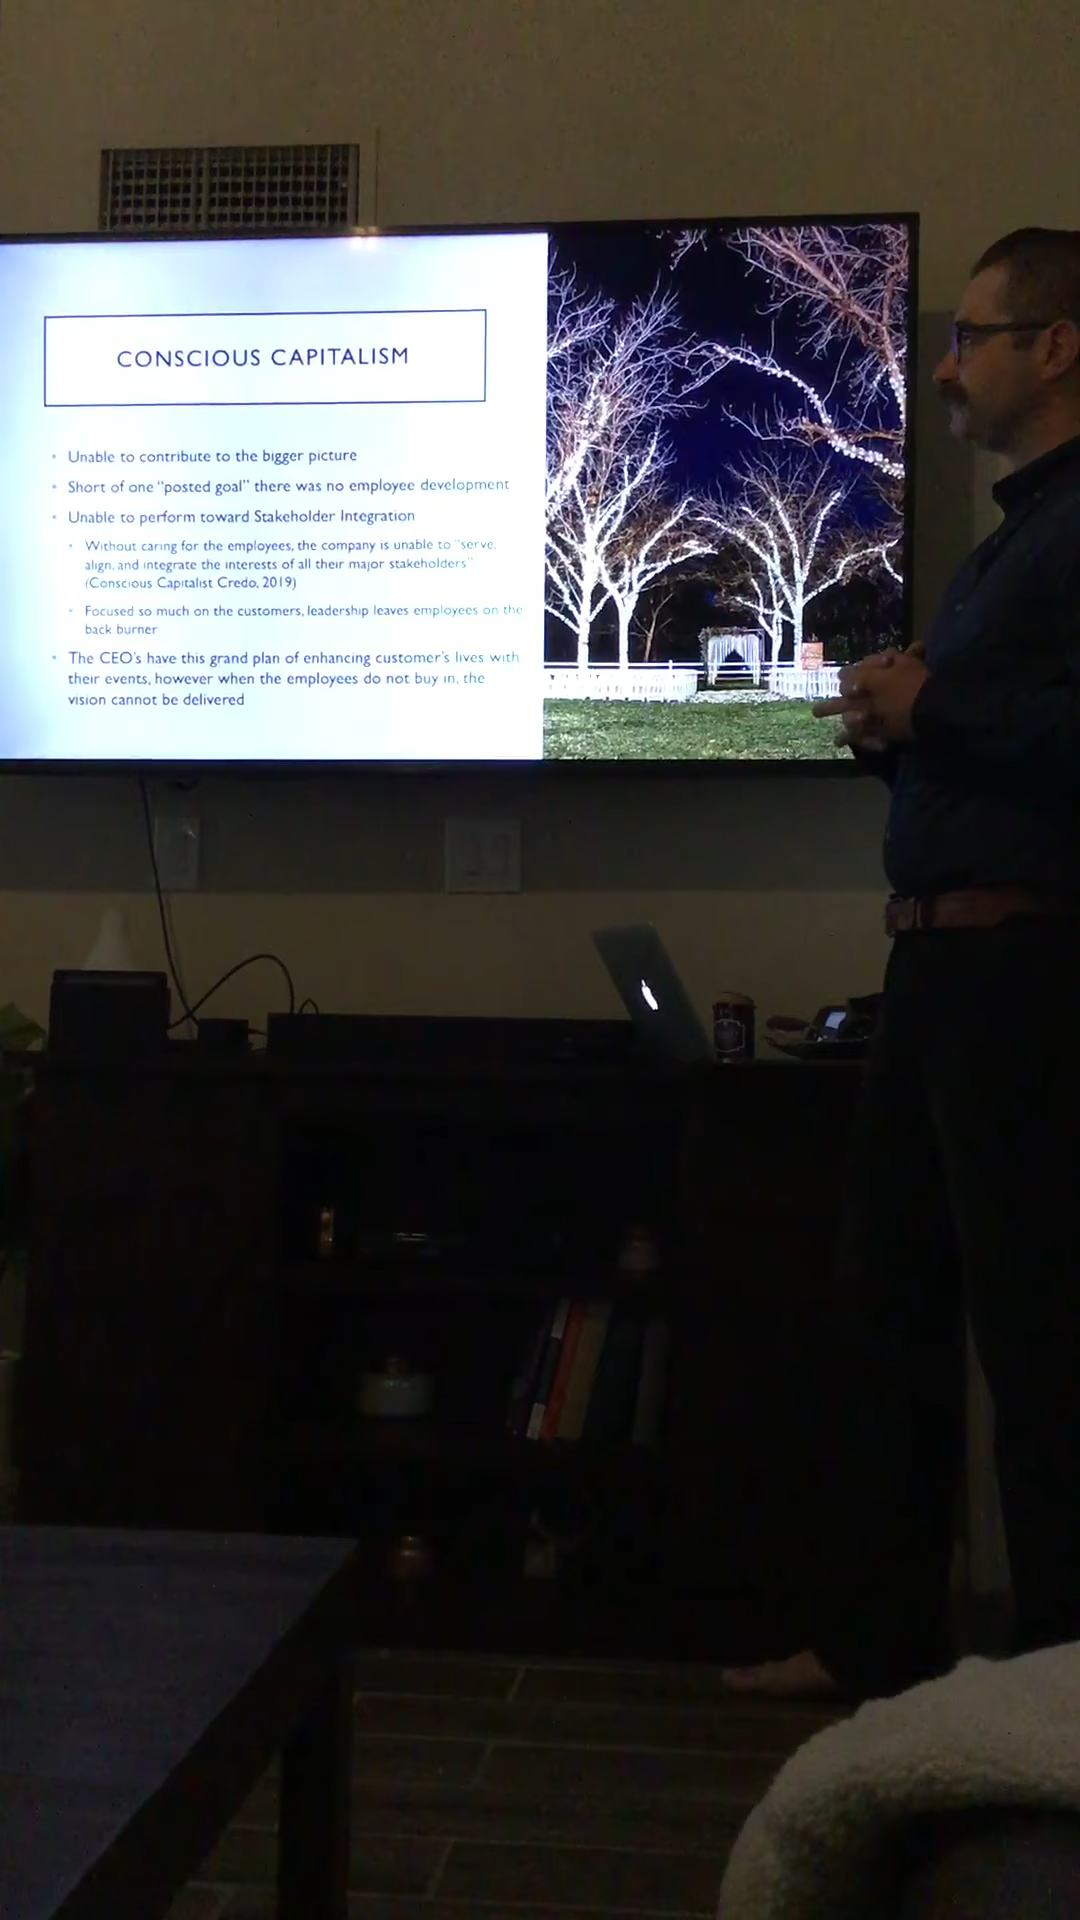 CONSCIOUS CAPITALISM
Unable to contribute to the bigger picture
Short of one "posted goal" there was no employee development
Unable to perform toward Stakeholder Integration
Without caring for the employees, the company is unable to "serve,
align, and integrate the interests of all their major stakeholders"
(Conscious Capitalist Credo, 2019)
Focused so much on the customers, leadership leaves employees on the
back burner
The CEO's have this grand plan of enhancing customer's lives with
their events, however when the employees do not buy in, the
vision cannot be delivered